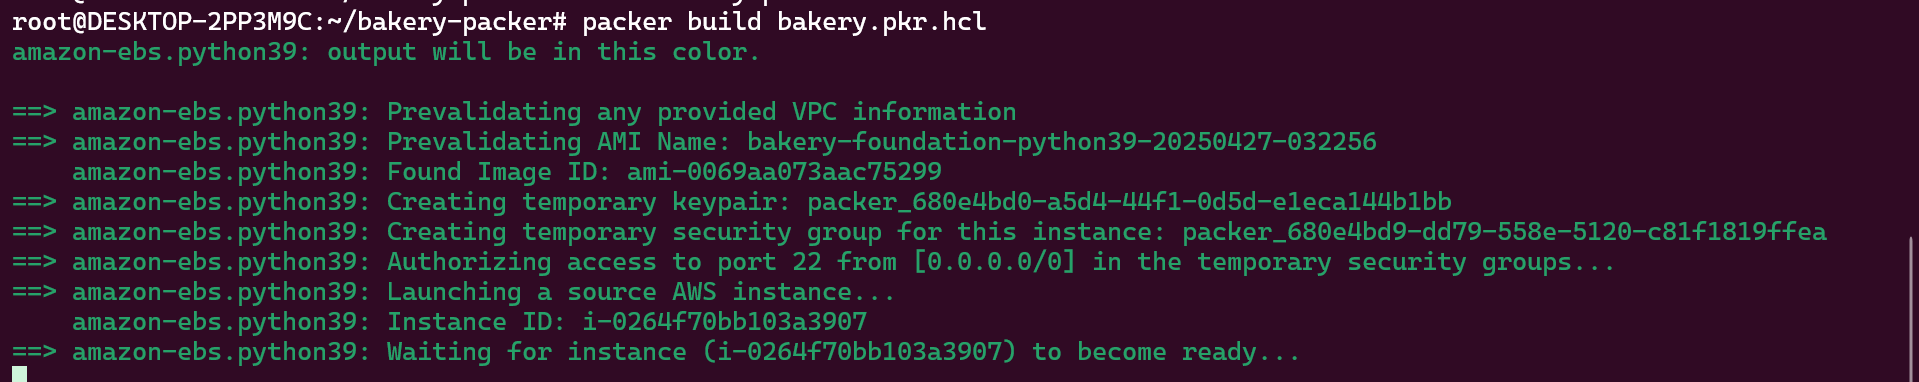 root@DESKTOP-2PP3M9C:~/bakery-packer# packer build bakery.pkr.hcl
amazon-ebs.python39: output will be in this color.
==> amazon-ebs.python39: Prevalidating any provided VPC information
==> amazon-ebs.python39: Prevalidating AMI Name: bakery-foundation-python39-20250427-032256
amazon-ebs.python39: Found Image ID: ami-0069aa073aac75299
==> amazon-ebs.python39: Creating temporary keypair: packer_680e4bd0-a5d4-44f1-0d5d-e1eca144b1bb
==> amazon-ebs.python39: Creating temporary security group for this instance: packer_680e4bd9-dd79-558e-5120-c81f1819ffea
==> amazon-ebs.python39: Authorizing access to port 22 from [0.0.0.0/0] in the temporary security groups...
==> amazon-ebs.python39: Launching a source AWS instance...
amazon-ebs.python39: Instance ID: i-0264f70bb103a3907
==> amazon-ebs.python39: Waiting for instance (i-0264f70bb103a3907) to become ready...